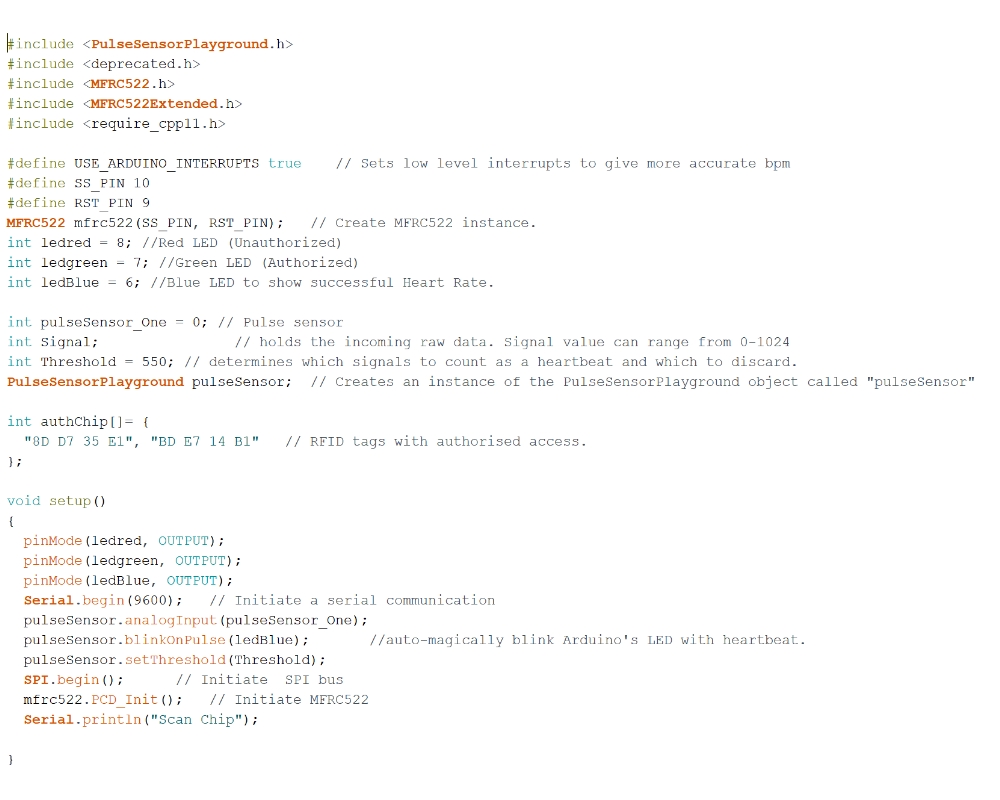 #include <PulseSensorPlayground.h>
#include <deprecated.h>
#include <MFRC522.h>
#include <MFRC522Extended.h>
#include <require_cpp11.h>
#define USE_ARDUINO_INTERRUPTS true    // Sets low level interrupts to give more accurate bpm
#define SS_PIN 10
#define RST_PIN 9
MFRC522 mfrc522(SS_PIN, RST_PIN);   // Create MFRC522 instance.
int ledred = 8; //Red LED (Unauthorized)
int ledgreen = 7; //Green LED (Authorized)
int ledBlue = 6; //Blue LED to show successful Heart Rate.
int pulseSensor_One = 0; // Pulse sensor
int Signal;                // holds the incoming raw data. Signal value can range from 0-1024
int Threshold = 550; // determines which signals to count as a heartbeat and which to discard.
PulseSensorPlayground pulseSensor;  // Creates an instance of the PulseSensorPlayground object called "pulseSensor"
int authChip[]= {
  "8D D7 35 E1", "BD E7 14 B1"   // RFID tags with authorised access.
};
void setup()
{
  pinMode(ledred, OUTPUT);
  pinMode(ledgreen, OUTPUT);
  pinMode(ledBlue, OUTPUT);
  Serial.begin(9600);   // Initiate a serial communication
  pulseSensor.analogInput(pulseSensor_One);
  pulseSensor.blinkOnPulse(ledBlue);       //auto-magically blink Arduino's LED with heartbeat.
  pulseSensor.setThreshold(Threshold);
  SPI.begin();      // Initiate  SPI bus
  mfrc522.PCD_Init();   // Initiate MFRC522
  Serial.println("Scan Chip");
}